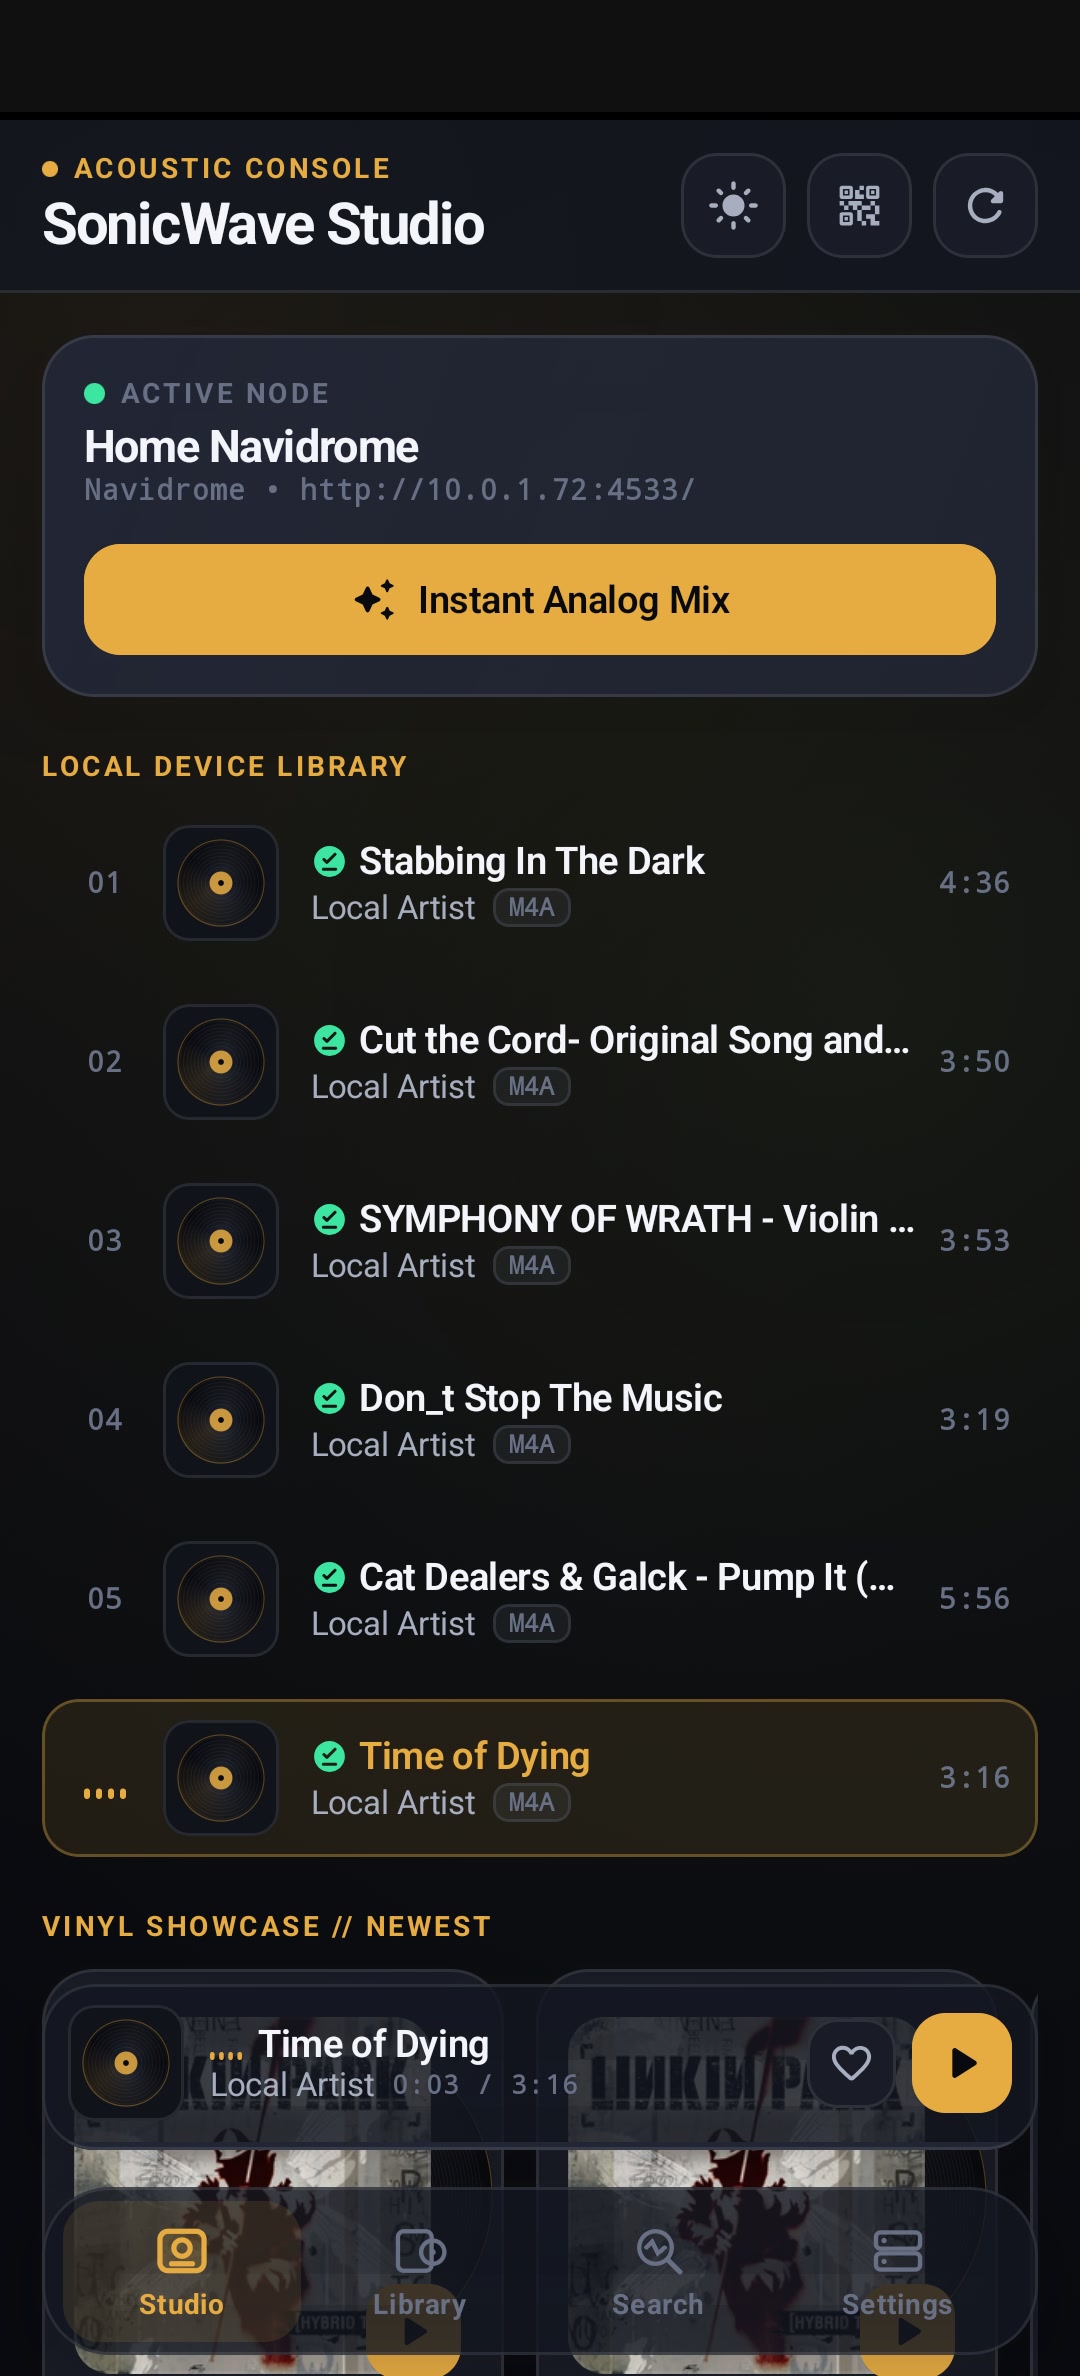 ACOUSTIC CONSOLE
SonicWave Studio
ACTIVE NODE
Home Navidrome
Navidrome • http://10.0.1.72:4533/
Instant Analog Mix
LOCAL DEVICE LIBRARY
01 Stabbing In The Dark 4:36
Local Artist M4A
02 Cut the Cord- Original Song and... 3:50
Local Artist M4A
03 SYMPHONY OF WRATH - Violin ... 3:53
Local Artist M4A
04 Don_t Stop The Music 3:19
Local Artist M4A
05 Cat Dealers & Galck - Pump It (... 5:56
Local Artist M4A
Time of Dying 3:16
Local Artist M4A
VINYL SHOWCASE // NEWEST
Time of Dying
Local Artist 0:03 / 3:16
LINKIN PA
[HYBRID T
[HYBRID T
Studio Library Search Settings